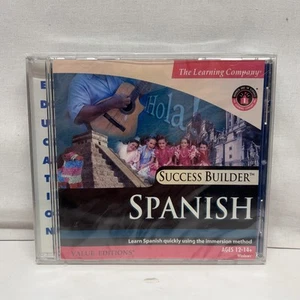 EDUCATION
The Learning Company®
¡Hola!
SUCCESS BUILDER™
SPANISH
Learn Spanish quickly using the immersion method
VALUE EDITIONS
AGES 12-18+